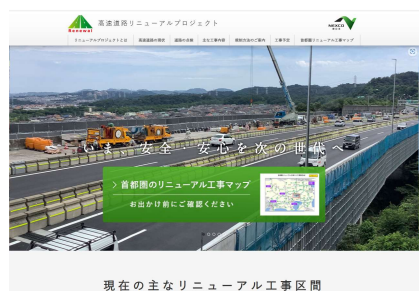 Renewal
高速道路リニューアルプロジェクト
NEXCO
リニューアルプロジェクトとは
高速道路の現状
道路の点検
主な工事内容
規制方法のご案内
工事予定
首都圏リニューアル工事マップ
いま、安全・安心を次の世代へ
首都圏のリニューアル工事マップ
お出かけ前にご確認ください
現在の主なリニューアル工事区間